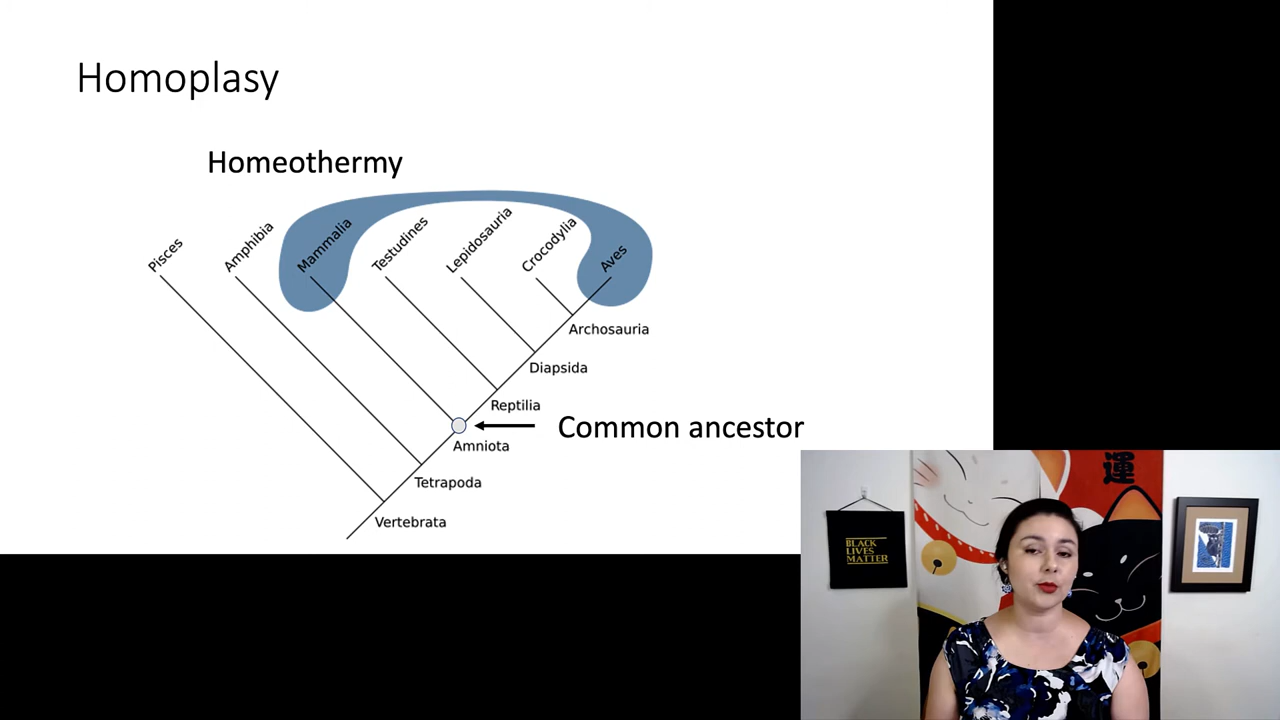 Homoplasy
Homeothermy
Pisces
Amphibia
Mammalia
Testudines
Lepidosauria
Crocodylia
Aves
Archosauria
Diapsida
Reptilia
Common ancestor
Amniota
Tetrapoda
Vertebrata
運
BLACK
LIVES
MATTER